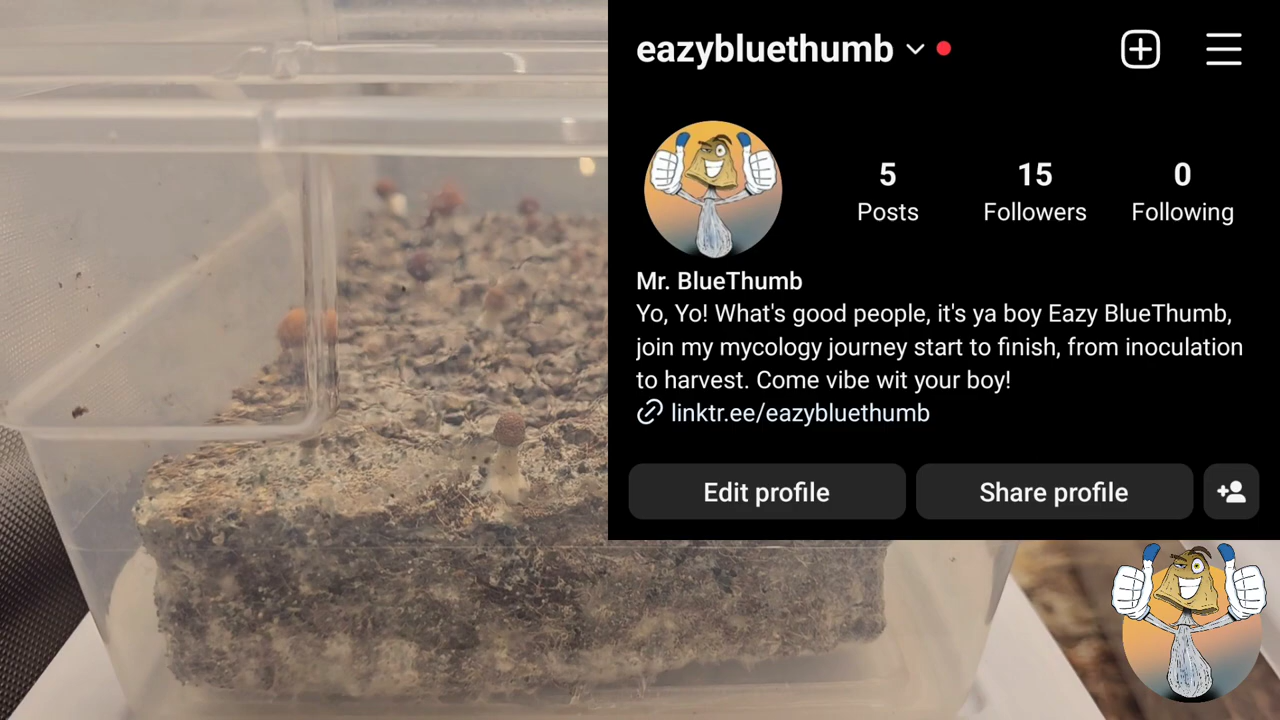 eazybluethumb
5 15 0
Posts Followers Following
Mr. BlueThumb
Yo, Yo! What's good people, it's ya boy Eazy BlueThumb,
join my mycology journey start to finish, from inoculation
to harvest. Come vibe wit your boy!
linktr.ee/eazybluethumb
Edit profile Share profile